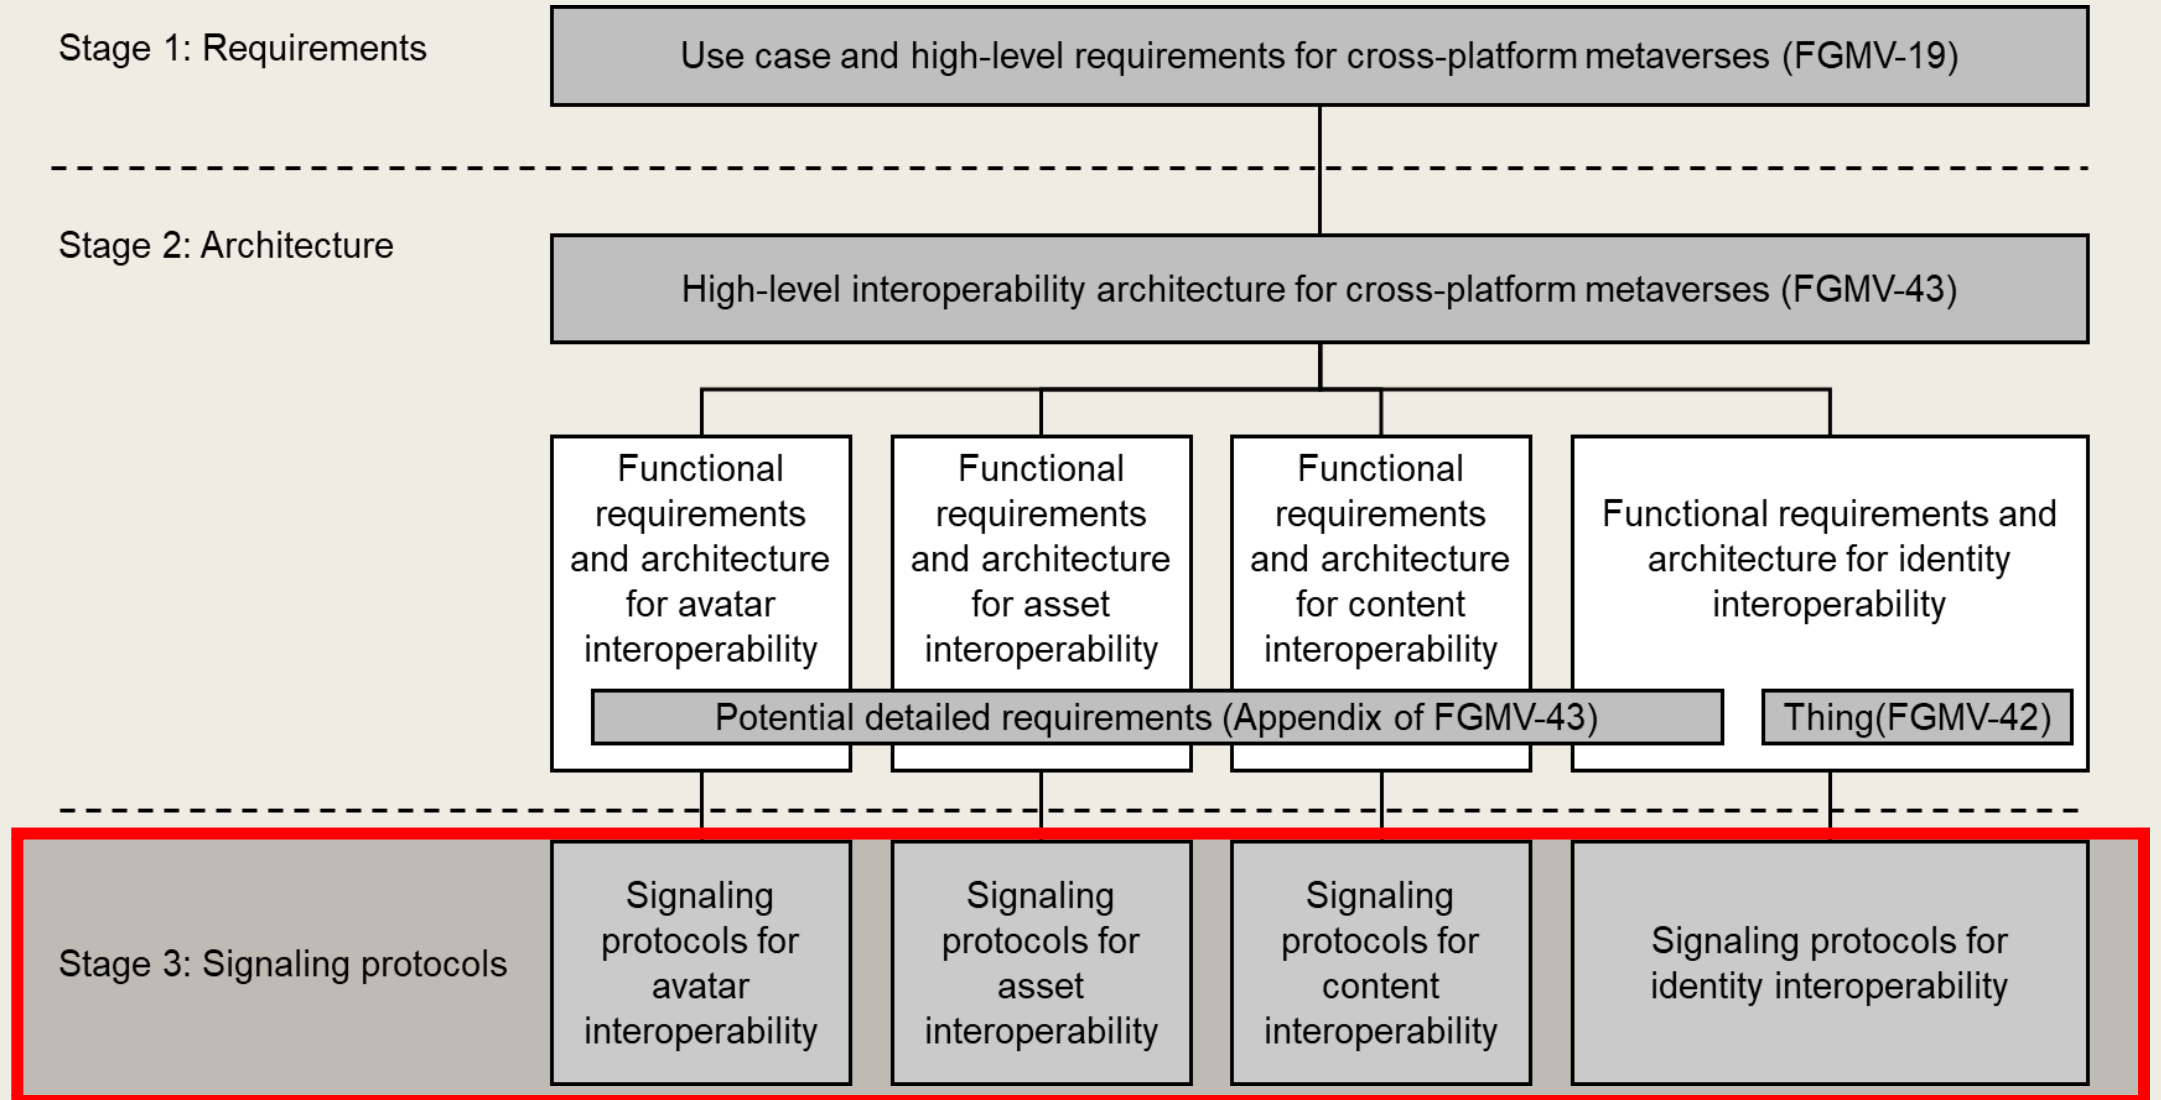 Stage 1: Requirements
Use case and high-level requirements for cross-platform metaverses (FGMV-19)
Stage 2: Architecture
High-level interoperability architecture for cross-platform metaverses (FGMV-43)
Functional
requirements
and architecture
for avatar
interoperability
Functional
requirements
and architecture
for asset
interoperability
Functional
requirements
and architecture
for content
interoperability
Functional requirements and
architecture for identity
interoperability
Potential detailed requirements (Appendix of FGMV-43)
Thing(FGMV-42)
Stage 3: Signaling protocols
Signaling
protocols for
avatar
interoperability
Signaling
protocols for
asset
interoperability
Signaling
protocols for
content
interoperability
Signaling protocols for
identity interoperability